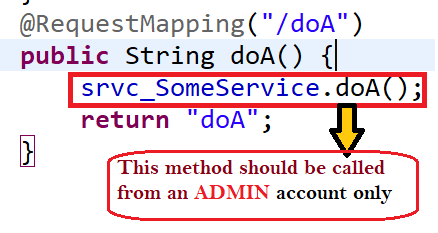 @RequestMapping("/doA")
public String doA() {
srvc_SomeService.doA();
return "doA";
}
This method should be called
from an ADMIN account only